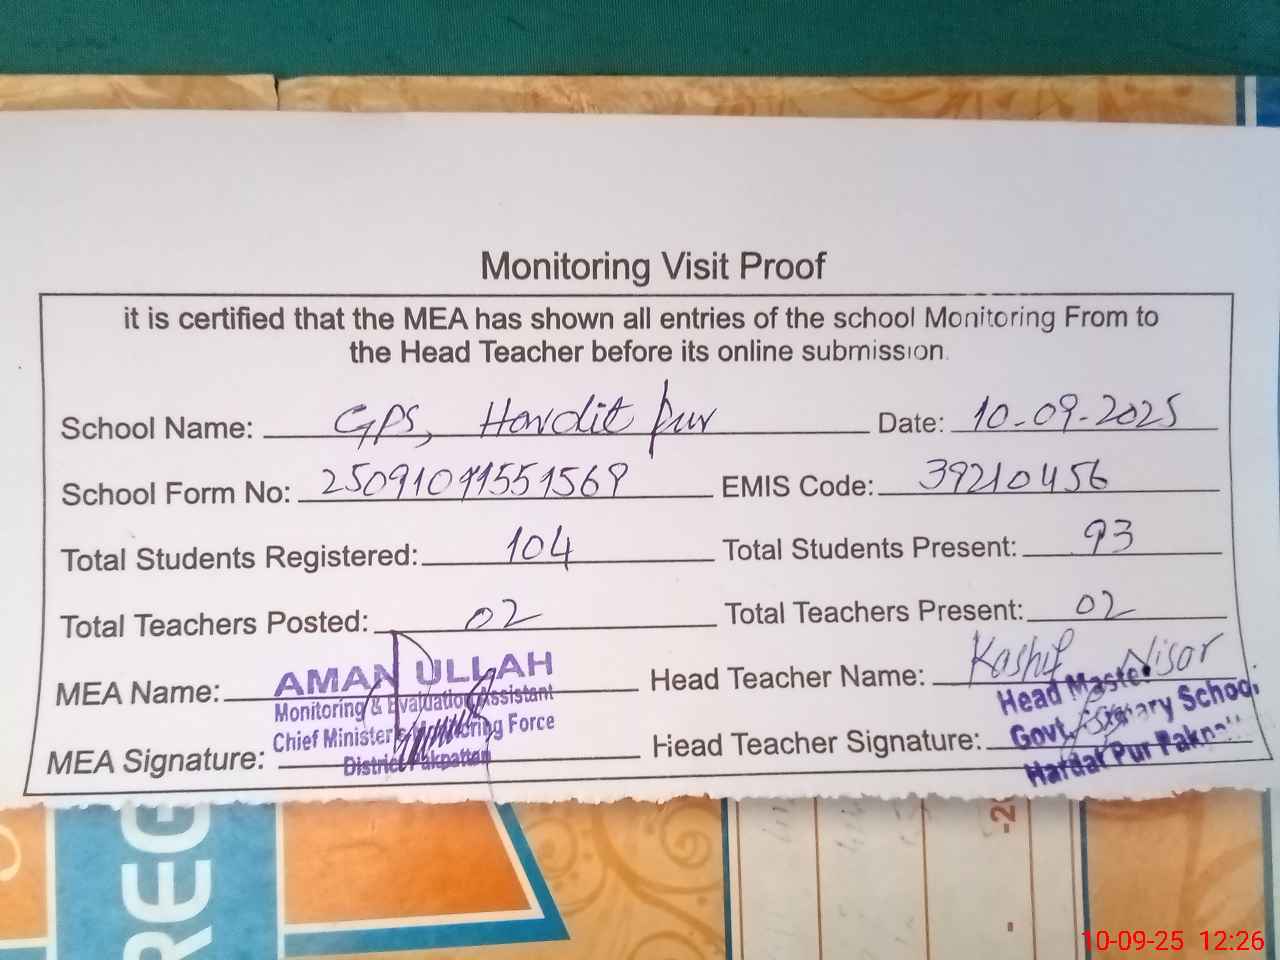 Monitoring Visit Proof
it is certified that the MEA has shown all entries of the school Monitoring From to
the Head Teacher before its online submission.
School Name: GPS, Hardit pur Date: 10-09-2025
School Form No: EMIS Code: 39210456
Total Students Registered: 104 Total Students Present: 93
Total Teachers Posted: 02 Total Teachers Present: 02
MEA Name: AMAN ULLAH Head Teacher Name: Kashif Nisar
Monitoring & Evaluation Assistant
Head Master
Chief Minister's Monitoring Force
Govt. Primary School
MEA Signature: Head Teacher Signature:
District Pakpattan
Hardat Pur
REG
10-09-25 12:26